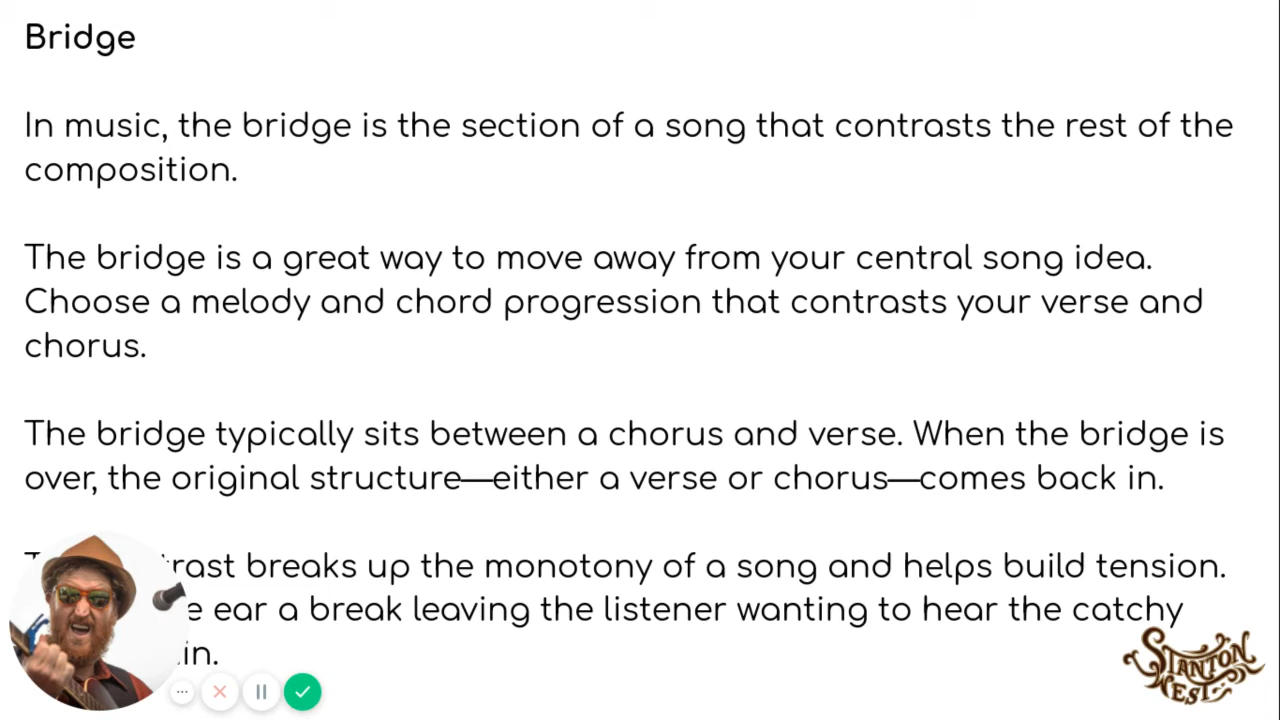 Bridge
In music, the bridge is the section of a song that contrasts the rest of the
composition.
The bridge is a great way to move away from your central song idea.
Choose a melody and chord progression that contrasts your verse and
chorus.
The bridge typically sits between a chorus and verse. When the bridge is
over, the original structure—either a verse or chorus—comes back in.
breaks up the monotony of a song and helps build tension.
ear a break leaving the listener wanting to hear the catchy
STANTON
WEST